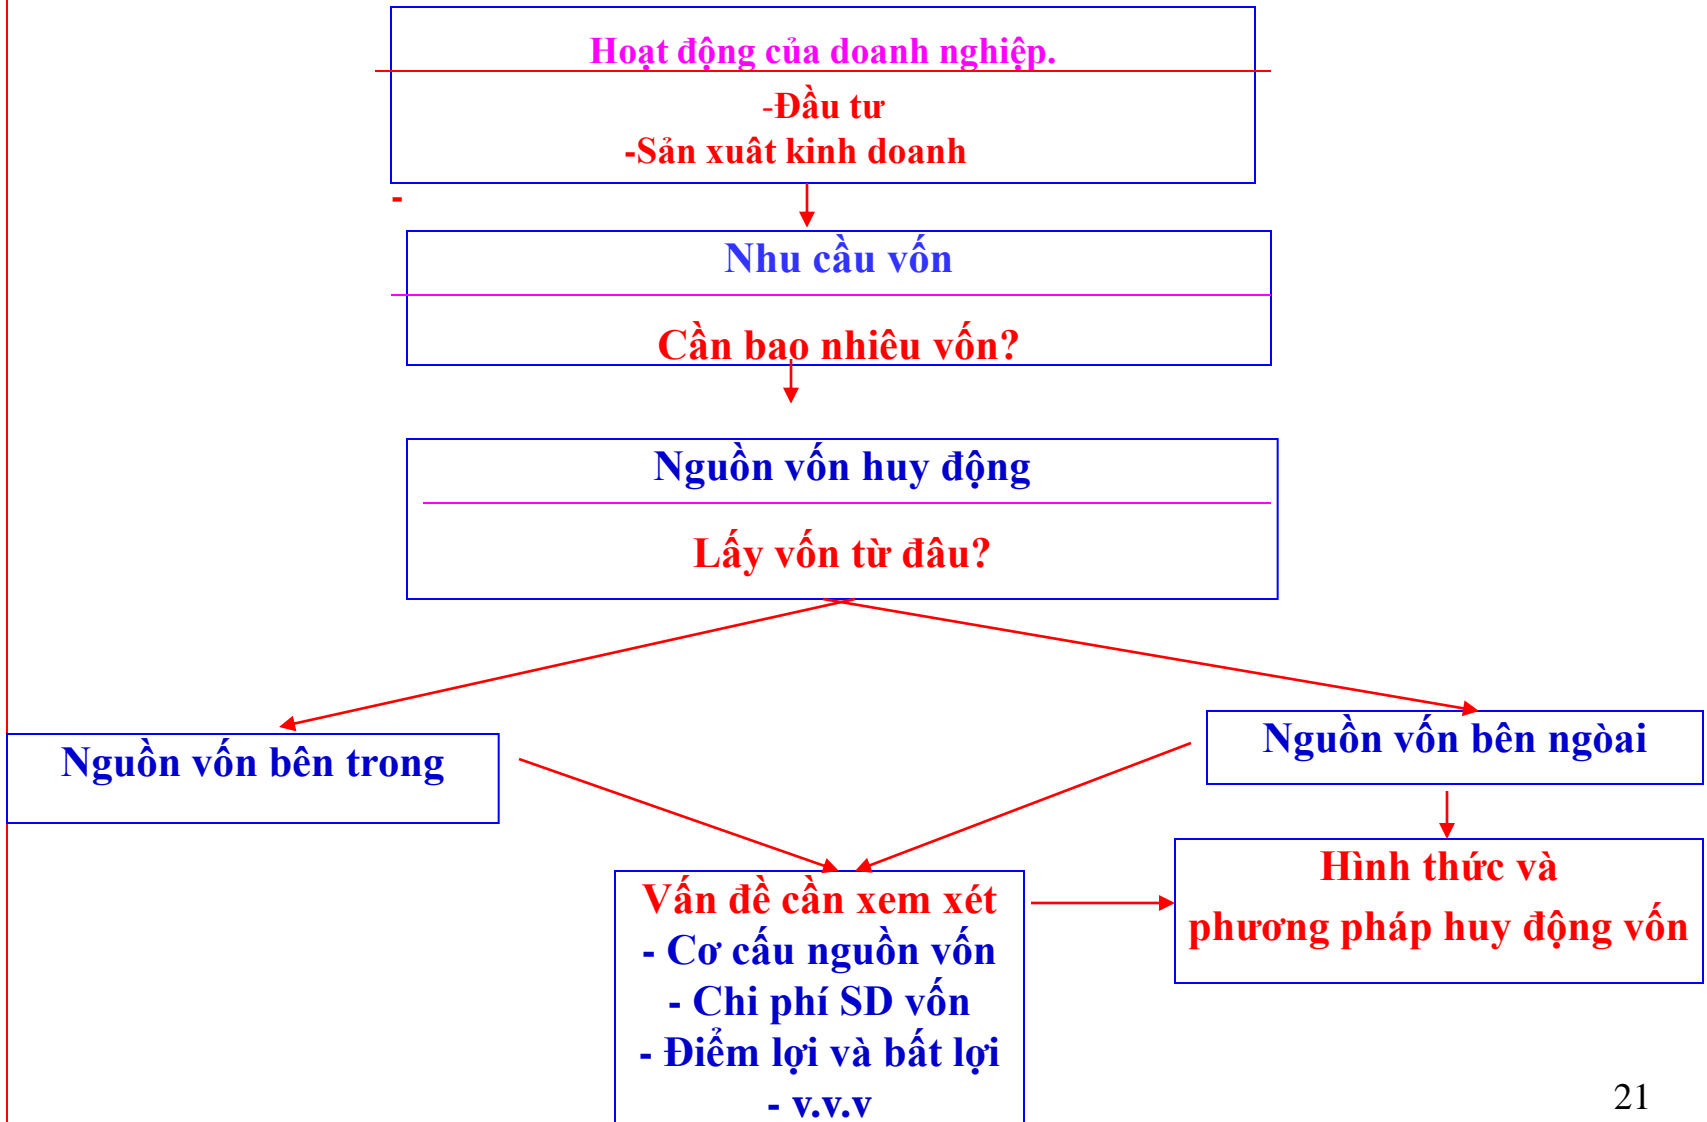 Hoạt động của doanh nghiệp.
-Đầu tư
-Sản xuât kinh doanh
-
Nhu cầu vốn
Cần bao nhiêu vốn?
Nguồn vốn huy động
Lấy vốn từ đâu?
Nguồn vốn bên trong
Nguồn vốn bên ngòai
Vấn đề cần xem xét
- Cơ cấu nguồn vốn
- Chi phí SD vốn
- Điểm lợi và bất lợi
- v.v.v
Hình thức và
phương pháp huy động vốn
21